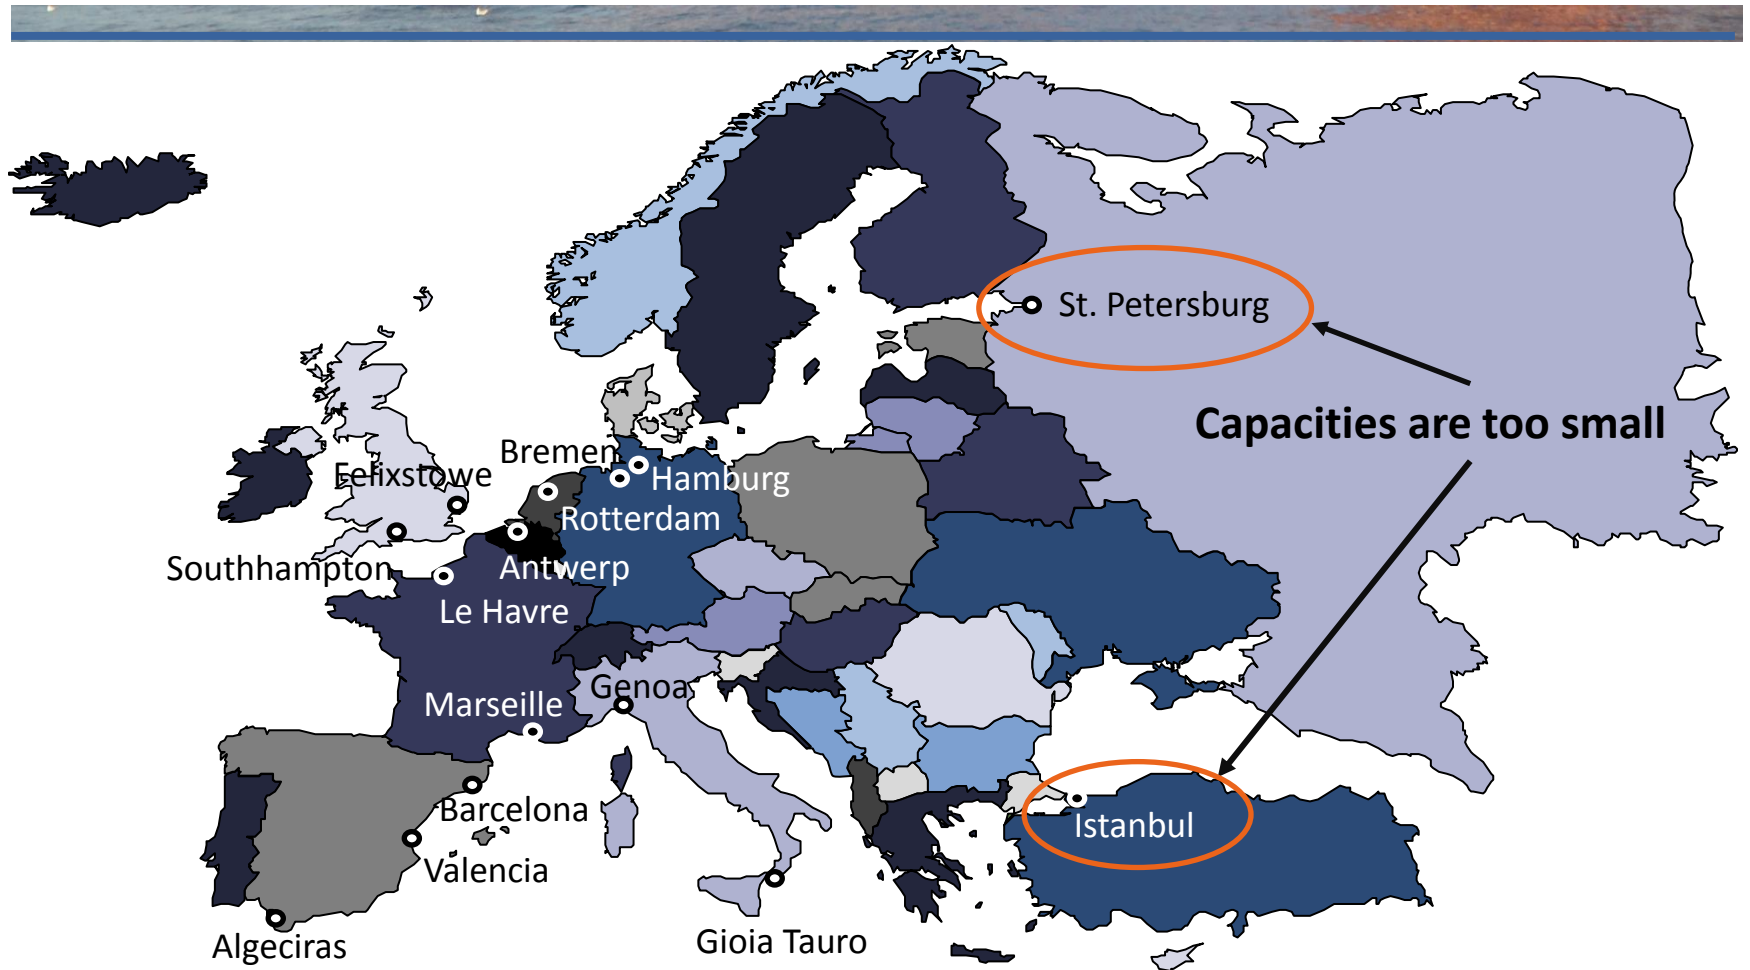 St. Petersburg
Capacities are too small
Bremen
Felixstowe
Hamburg
Rotterdam
Southhampton
Antwerp
Le Havre
Genoa
Marseille
Barcelona
Istanbul
Valencia
Algeciras
Gioia Tauro